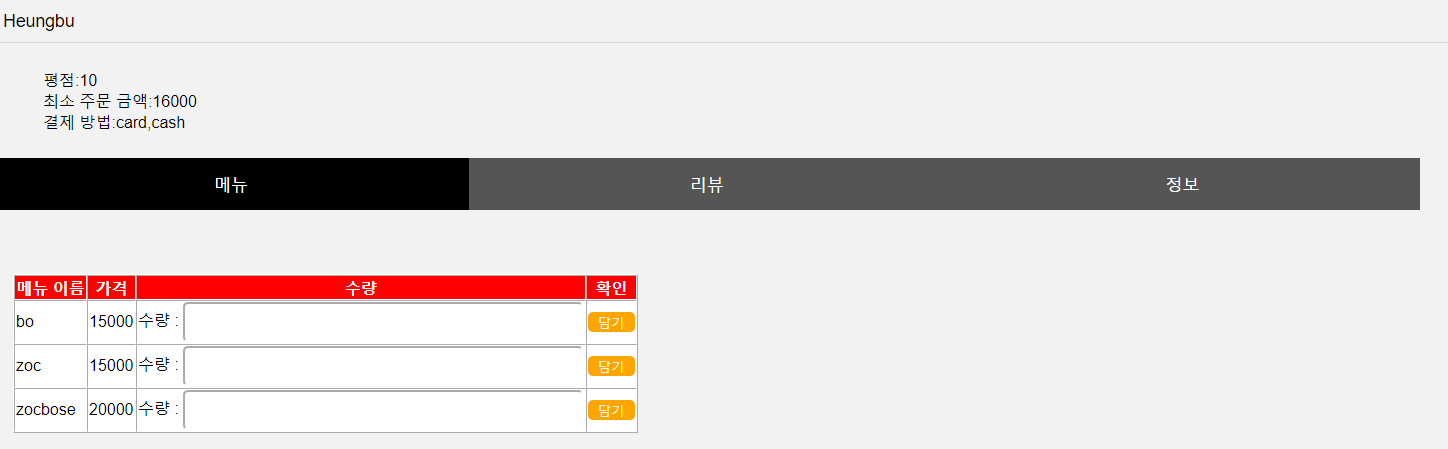 Heungbu
평점:10
최소 주문 금액:16000
결제 방법:card,cash
메뉴 리뷰 정보
메뉴 이름 가격 수량 확인
bo 15000 수량 : 담기
zoc 15000 수량 : 담기
zocbose 20000 수량 : 담기